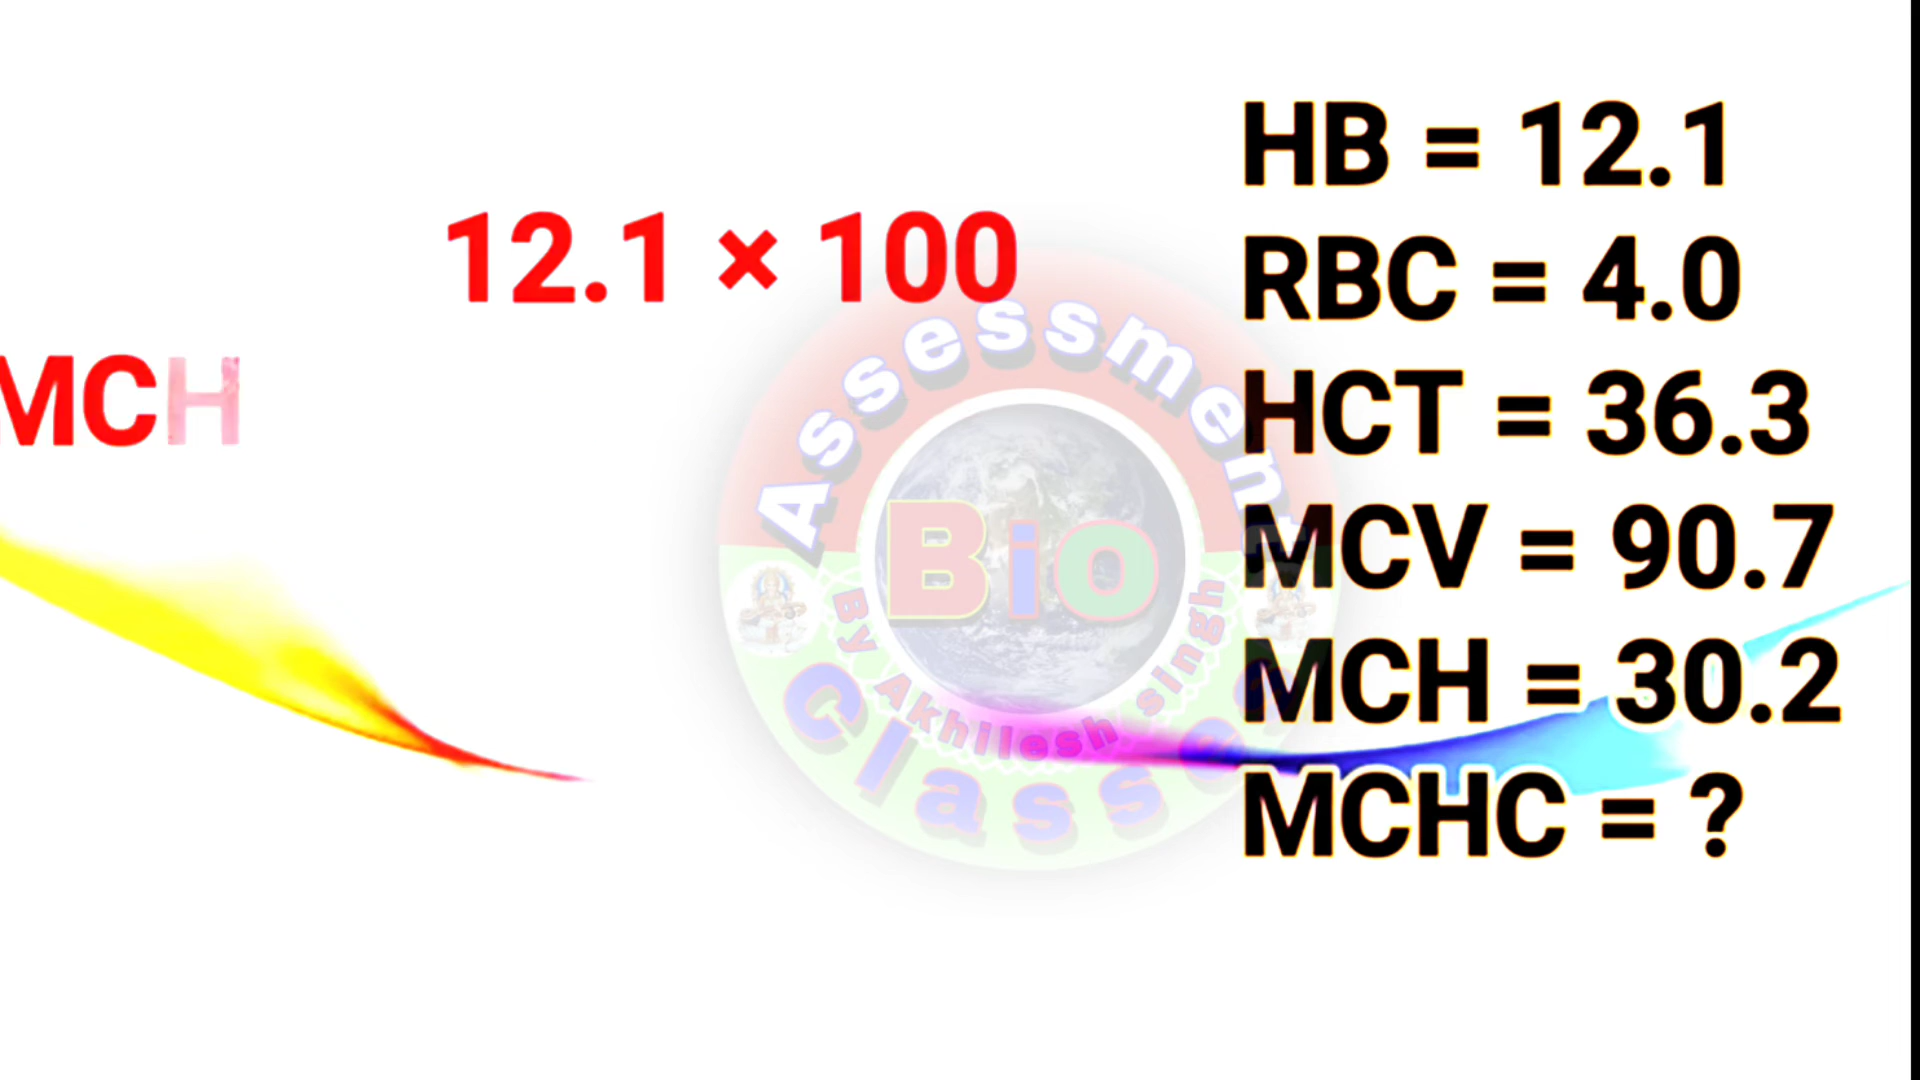 12.1 × 100
MCH
HB = 12.1
RBC = 4.0
HCT = 36.3
MCV = 90.7
MCH = 30.2
MCHC = ?
Assessment
Bio
By Akhilesh singh
Classes